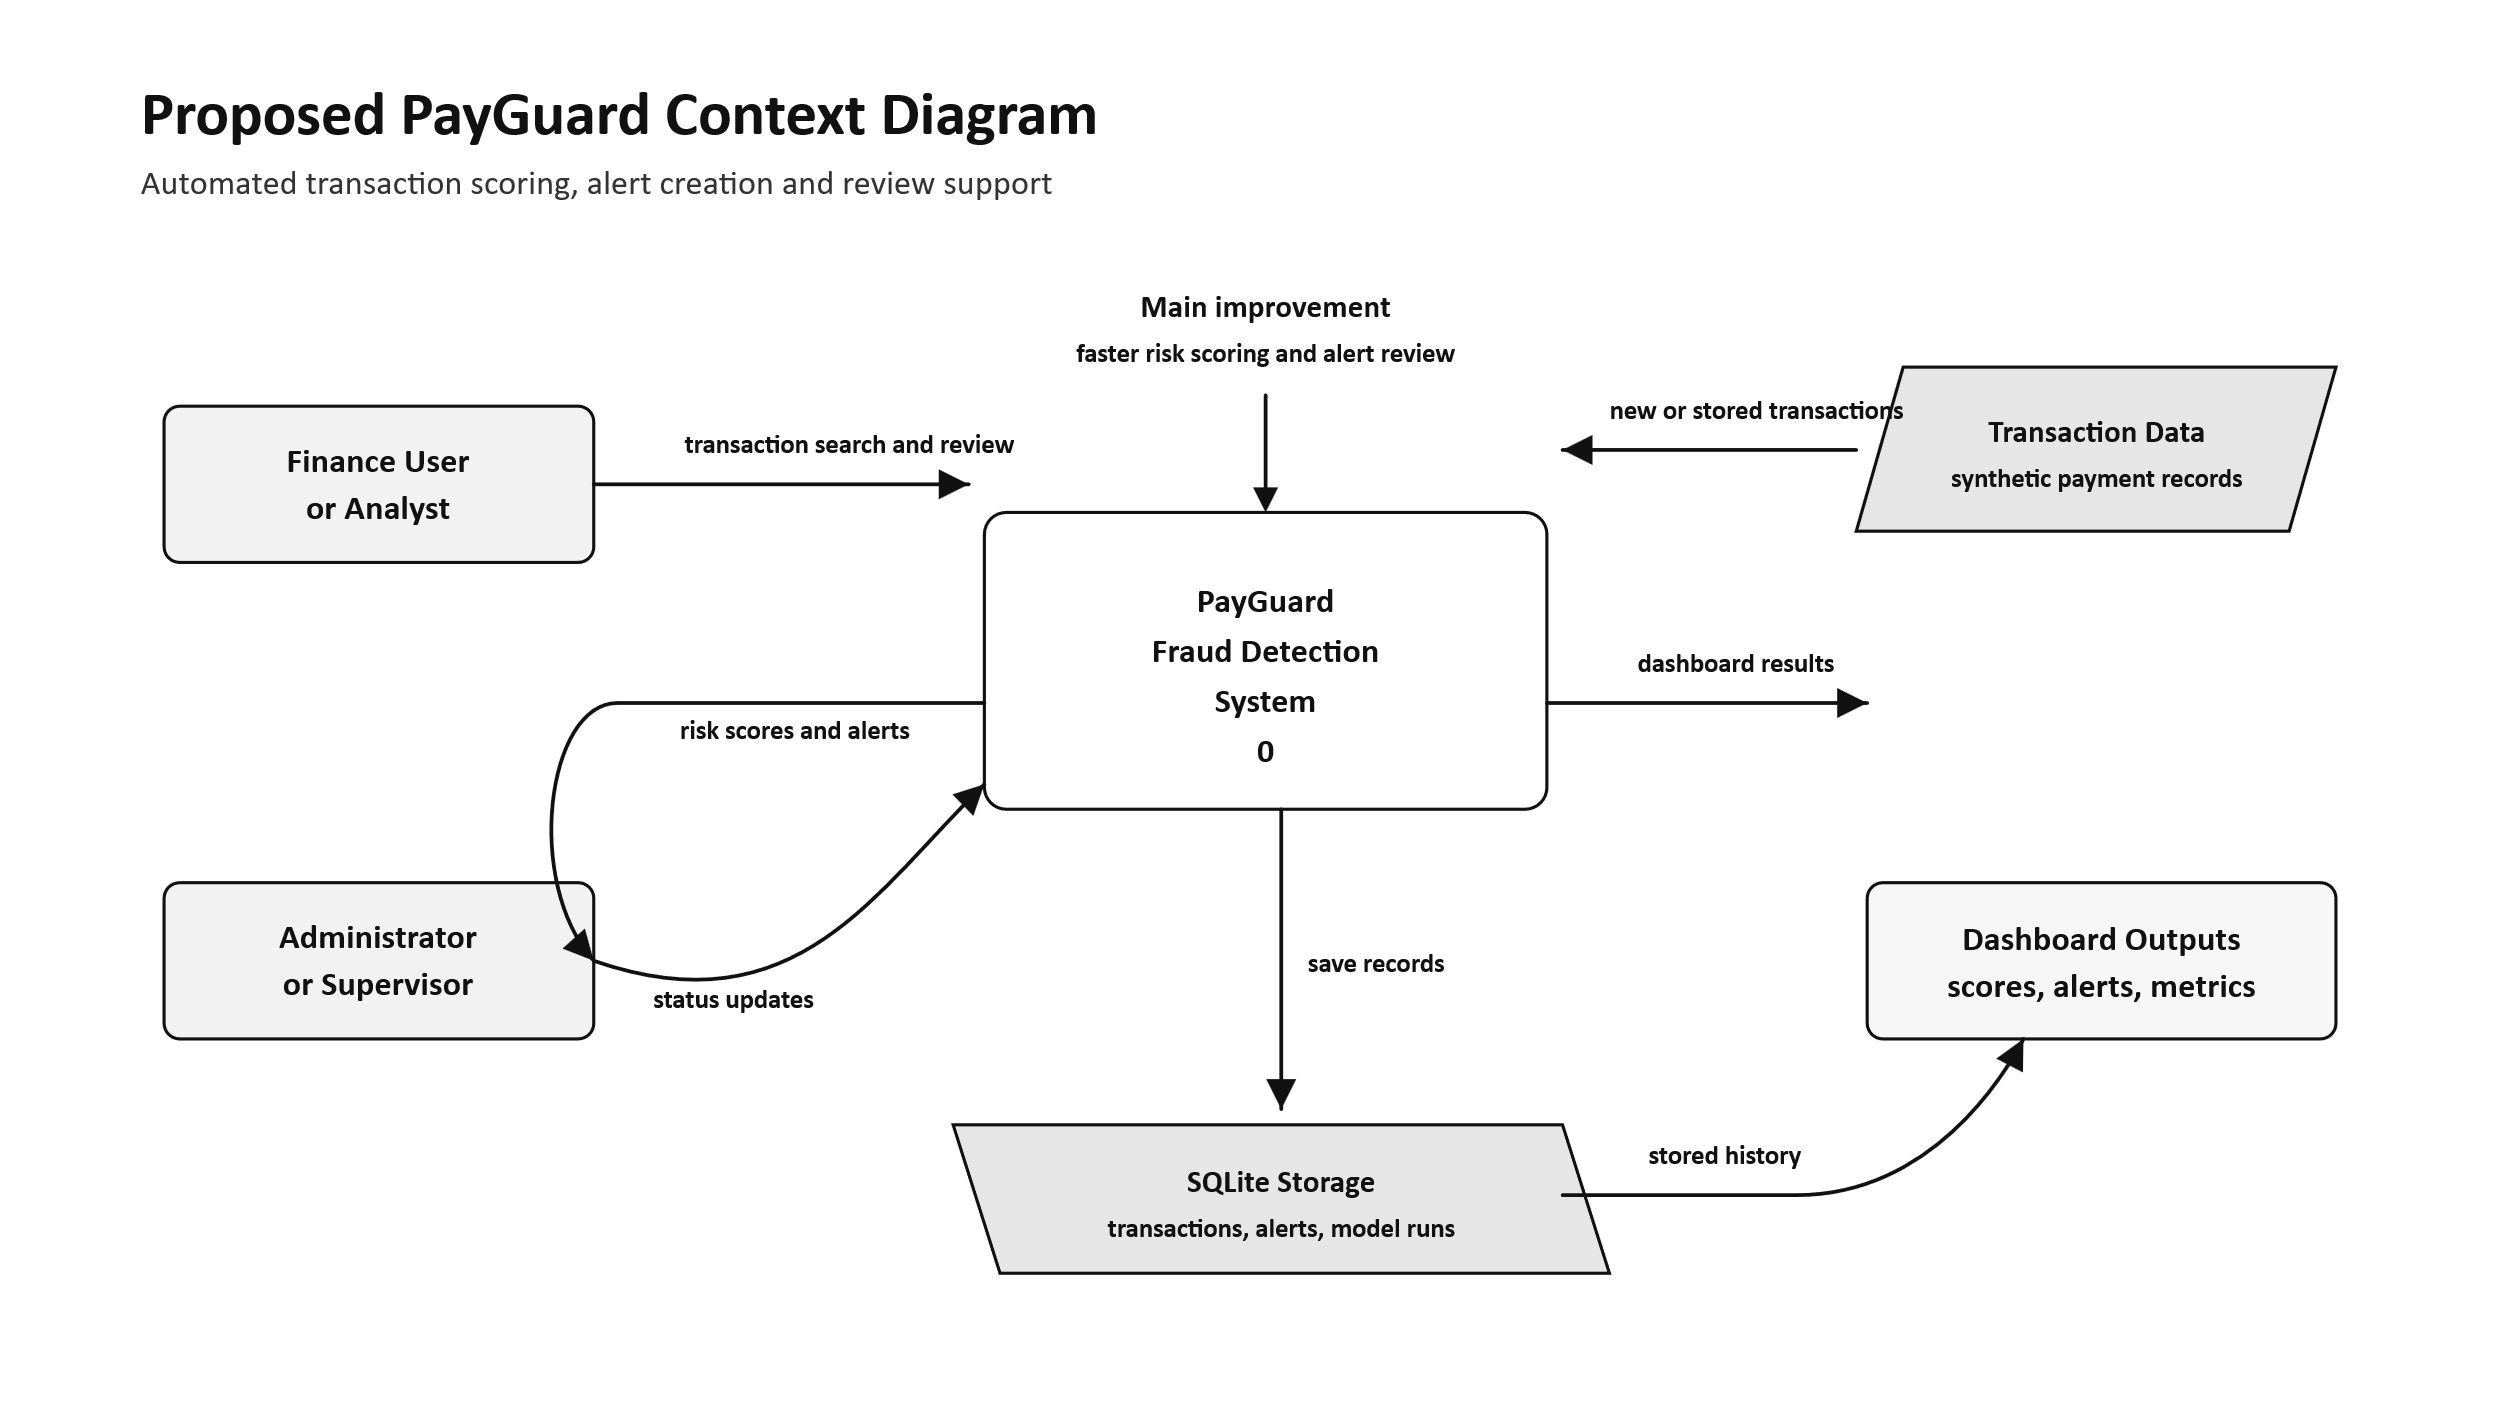 Proposed PayGuard Context Diagram
Automated transaction scoring, alert creation and review support
Main improvement
faster risk scoring and alert review
Finance User
or Analyst
transaction search and review
new or stored transactions
Transaction Data
synthetic payment records
PayGuard
Fraud Detection
System
0
dashboard results
risk scores and alerts
Administrator
or Supervisor
status updates
save records
Dashboard Outputs
scores, alerts, metrics
SQLite Storage
transactions, alerts, model runs
stored history